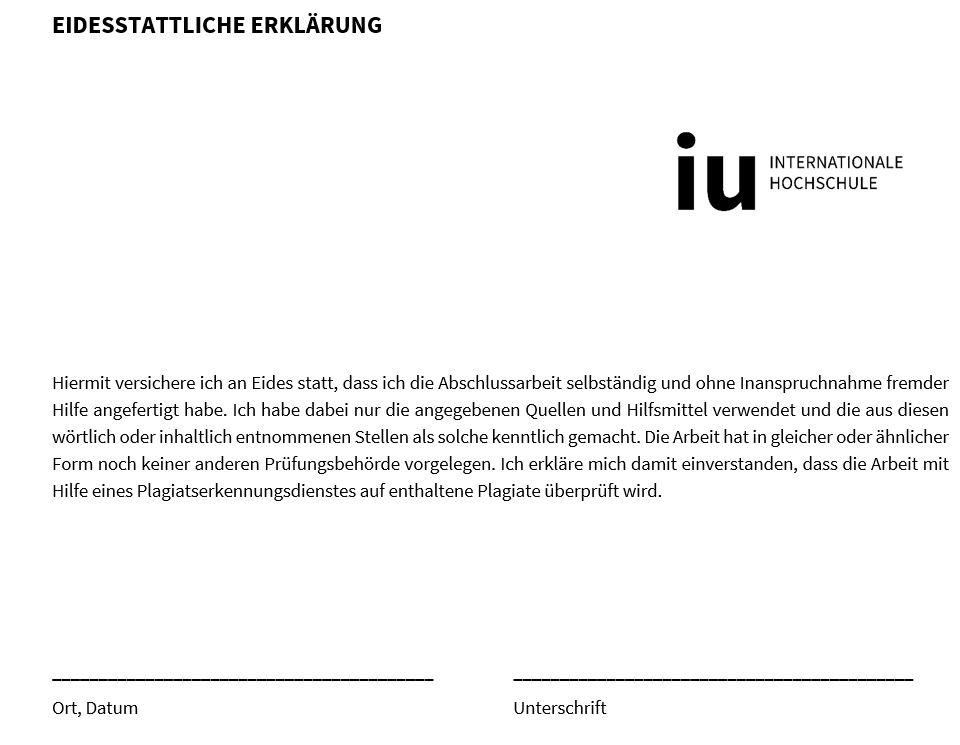 EIDESSTATTLICHE ERKLÄRUNG
iu INTERNATIONALE
HOCHSCHULE
Hiermit versichere ich an Eides statt, dass ich die Abschlussarbeit selbständig und ohne Inanspruchnahme fremder
Hilfe angefertigt habe. Ich habe dabei nur die angegebenen Quellen und Hilfsmittel verwendet und die aus diesen
wörtlich oder inhaltlich entnommenen Stellen als solche kenntlich gemacht. Die Arbeit hat in gleicher oder ähnlicher
Form noch keiner anderen Prüfungsbehörde vorgelegen. Ich erkläre mich damit einverstanden, dass die Arbeit mit
Hilfe eines Plagiatserkennungsdienstes auf enthaltene Plagiate überprüft wird.
Ort, Datum
Unterschrift